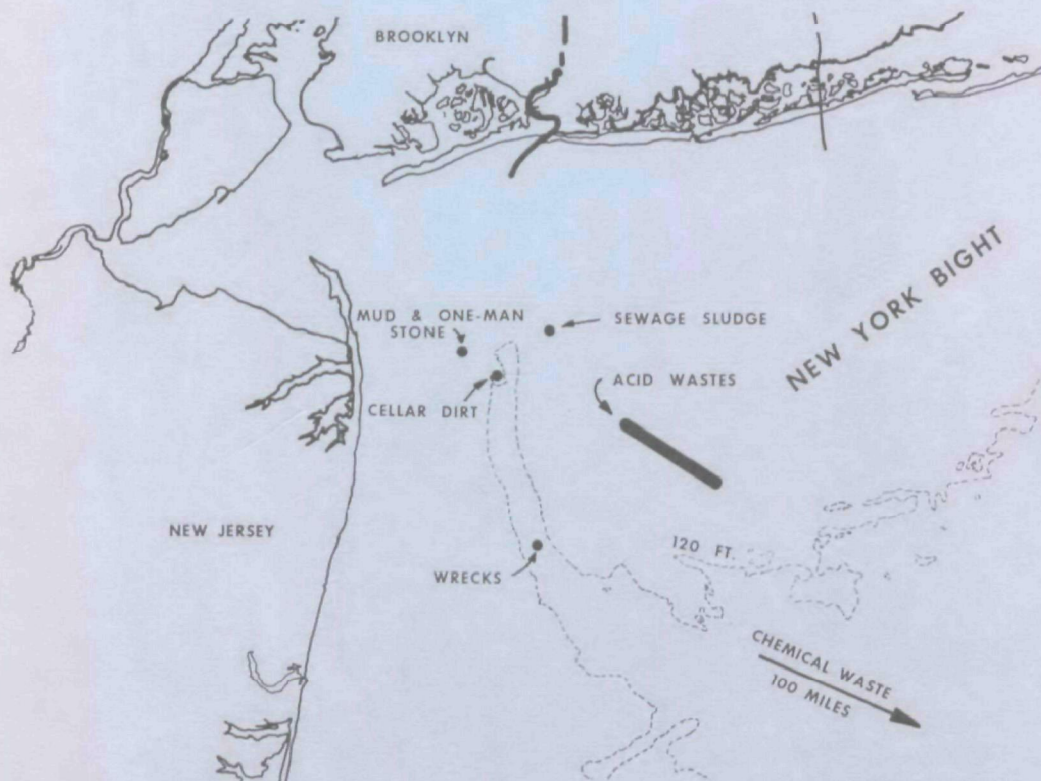 BROOKLYN
NEW YORK BIGHT
MUD & ONE-MAN
STONE
SEWAGE SLUDGE
ACID WASTES
CELLAR DIRT
NEW JERSEY
120 FT.
WRECKS
CHEMICAL WASTE
100 MILES